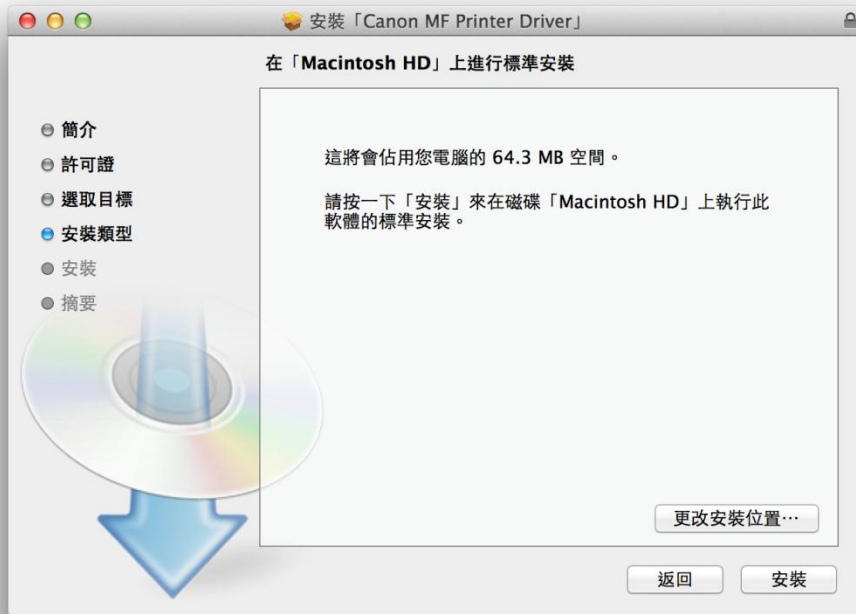 安裝「Canon MF Printer Driver」
在「Macintosh HD」上進行標準安裝
簡介
許可證
選取目標
安裝類型
安裝
摘要
這將會佔用您電腦的 64.3 MB 空間。
請按一下「安裝」來在磁碟「Macintosh HD」上執行此
軟體的標準安裝。
更改安裝位置⋯
返回
安裝